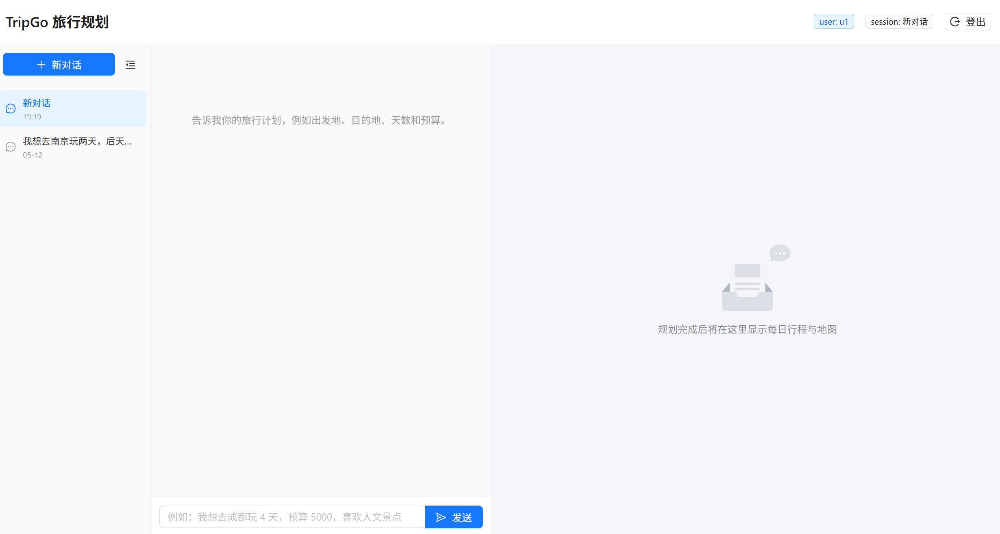 TripGo 旅行规划
user: u1
session: 新对话
登出
新对话
新对话
19:19
我想去南京玩两天，后天...
05-12
告诉我你的旅行计划，例如出发地、目的地、天数和预算。
规划完成后将在这里显示每日行程与地图
例如：我想去成都玩 4 天，预算 5000，喜欢人文景点
发送